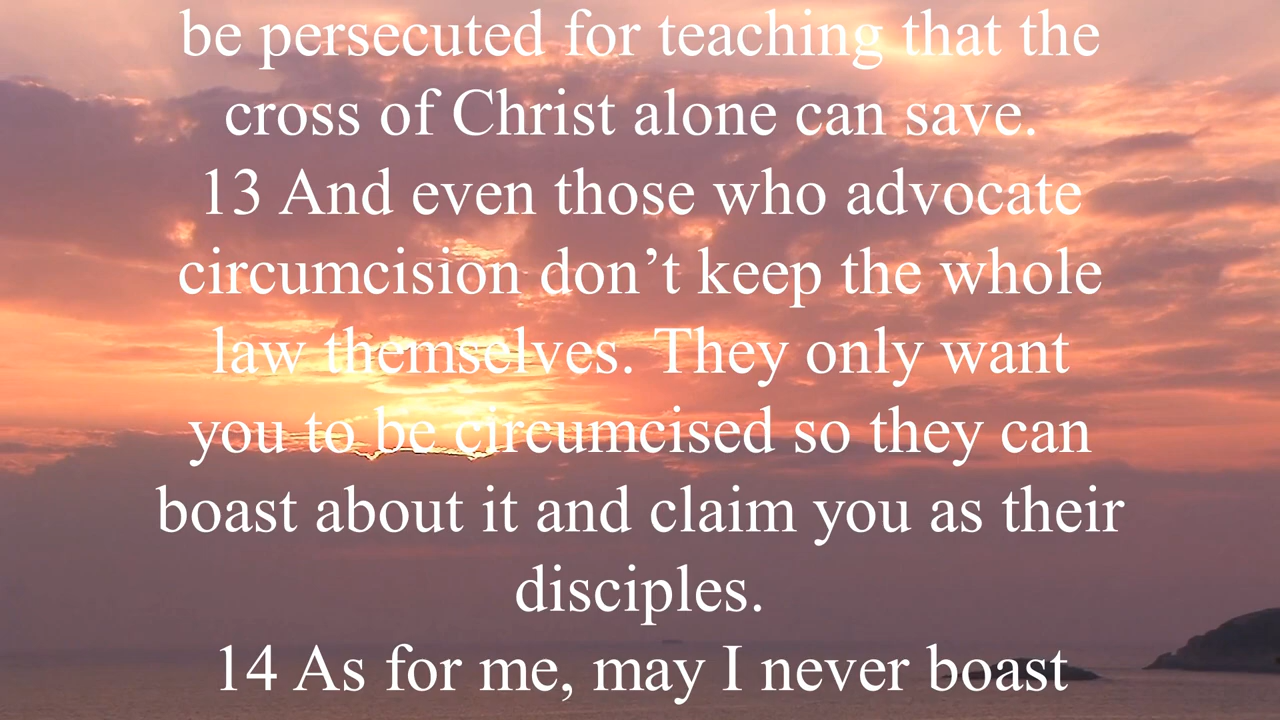 be persecuted for teaching that the
cross of Christ alone can save.
13 And even those who advocate
circumcision don’t keep the whole
law themselves. They only want
you to be circumcised so they can
boast about it and claim you as their
disciples.
14 As for me, may I never boast